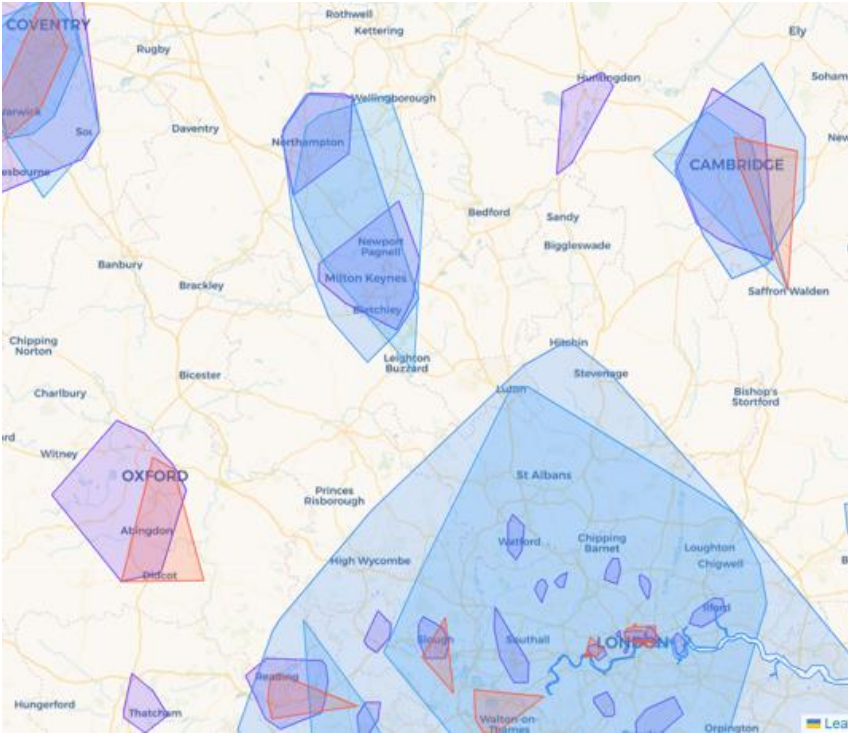 Rothwell
COVENTRY
Kettering
Ely
Rugby
Huntingdon
Soham
Wellingborough
Warwick
Daventry
Northampton
CAMBRIDGE
Bedford
Sandy
Newport
Pagnell
Biggleswade
Banbury
Milton Keynes
Brackley
Saffron Walden
Bletchley
Chipping
Norton
Hitchin
Leighton
Buzzard
Bicester
Stevenage
Luton
Charlbury
Bishop's
Stortford
Witney
OXFORD
St Albans
Princes
Risborough
Abingdon
Watford
Chipping
Barnet
Loughton
High Wycombe
Chigwell
Didcot
Ilford
Slough
Southall
LONDON
Reading
Hungerford
Thatcham
Walton-on-
Thames
Orpington
Lea